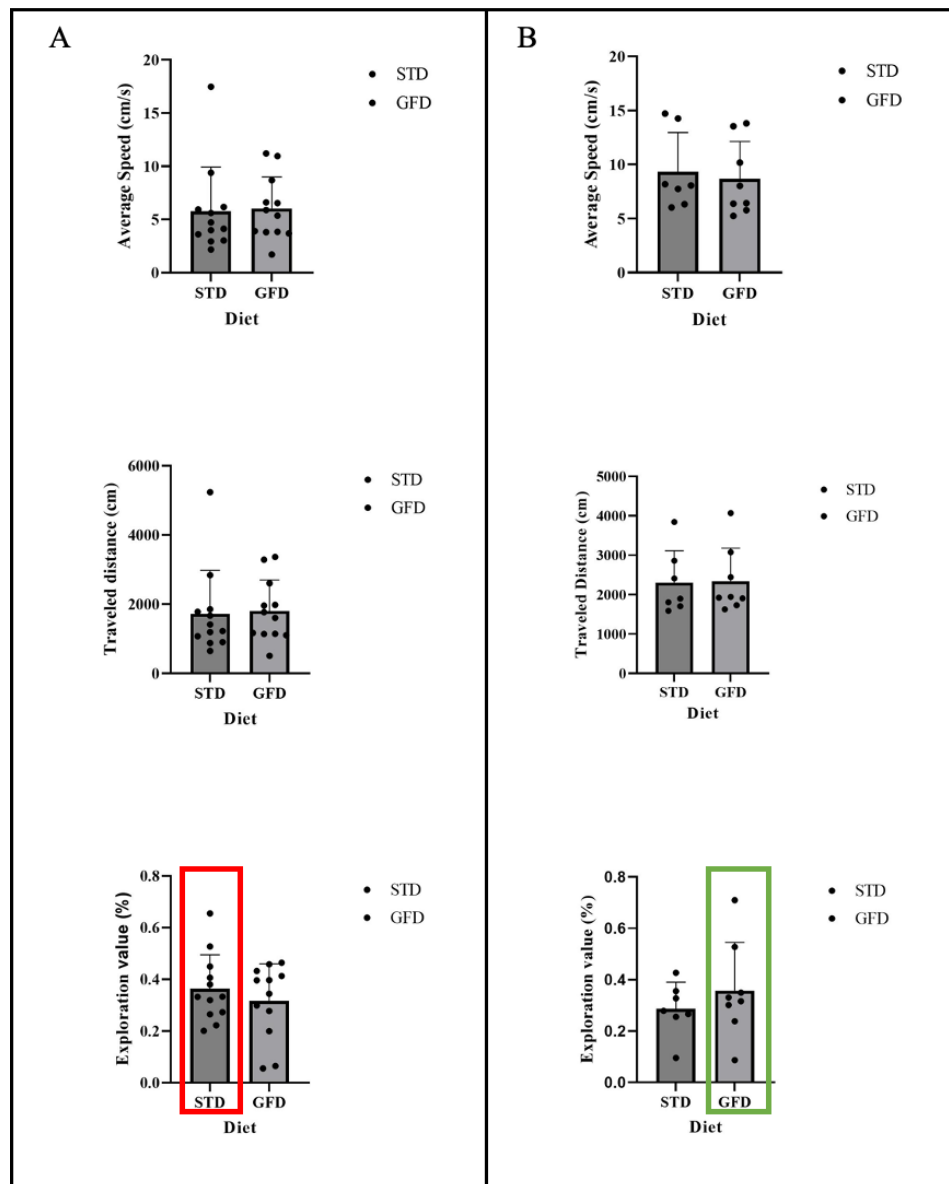 A
20
15
10
5
0
Average Speed (cm/s)
STD
GFD
STD GFD
Diet
6000
4000
2000
0
Traveled distance (cm)
STD
GFD
STD GFD
Diet
0.8
0.6
0.4
0.2
0.0
Exploration value (%)
STD
GFD
STD GFD
Diet
B
20
15
10
5
0
Average Speed (cm/s)
STD
GFD
STD GFD
Diet
5000
4000
3000
2000
1000
0
Traveled Distance (cm)
STD
GFD
STD GFD
Diet
0.8
0.6
0.4
0.2
0.0
Exploration value (%)
STD
GFD
STD GFD
Diet